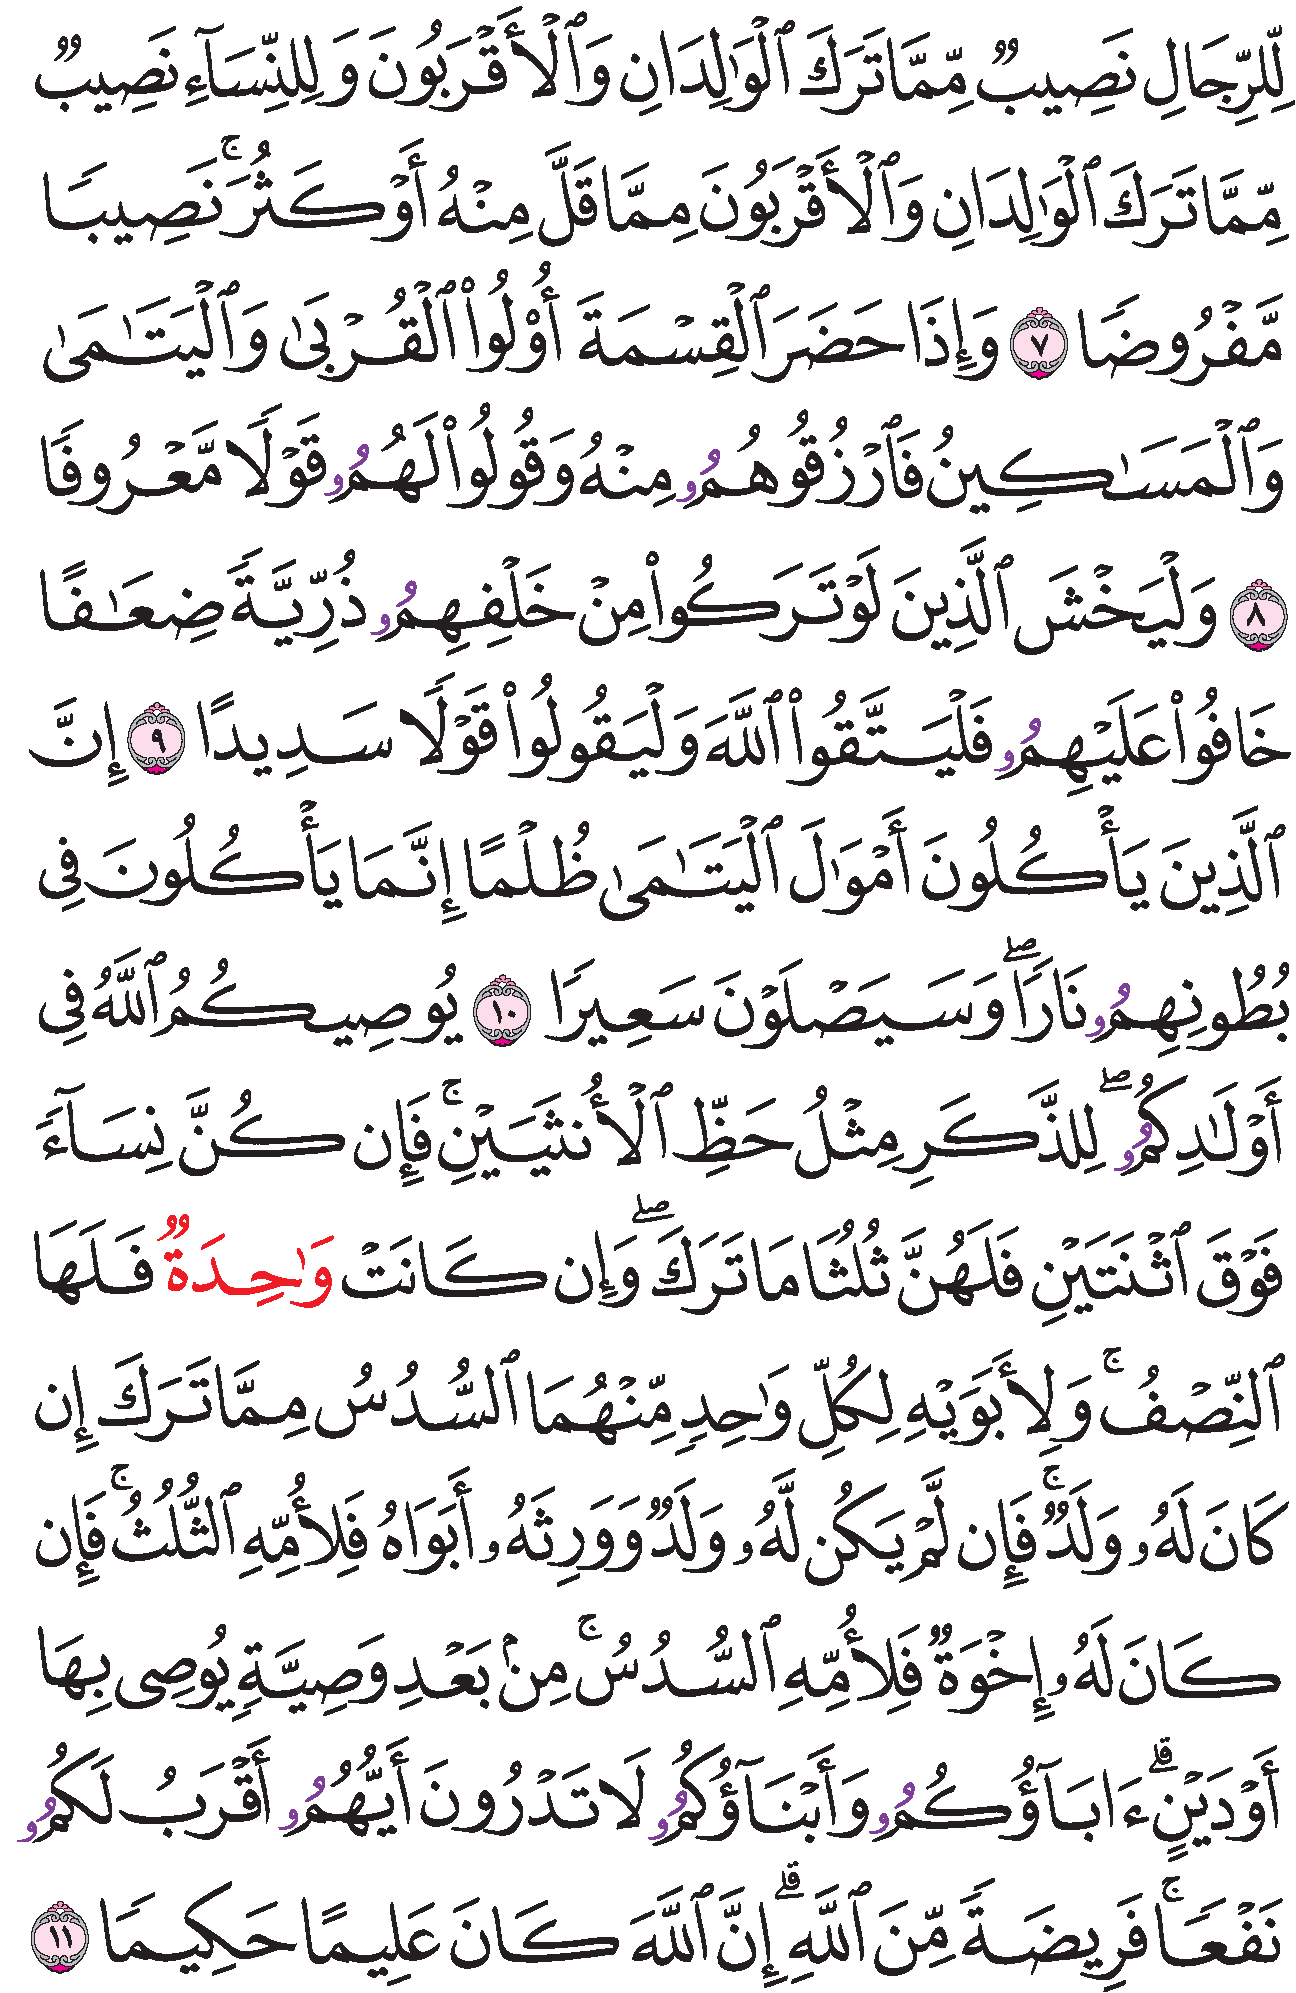 لِّلرِّجَالِ نَصِيبٌ مِّمَّا تَرَكَ ٱلْوَٰلِدَانِ وَٱلْأَقْرَبُونَ وَلِلنِّسَآءِ نَصِيبٌ
مِّمَّا تَرَكَ ٱلْوَٰلِدَانِ وَٱلْأَقْرَبُونَ مِمَّا قَلَّ مِنْهُ أَوْ كَثُرَ ۚ نَصِيبًا
مَّفْرُوضًا ٧ وَإِذَا حَضَرَ ٱلْقِسْمَةَ أُو۟لُوا۟ ٱلْقُرْبَىٰ وَٱلْيَتَٰمَىٰ
وَٱلْمَسَٰكِينُ فَٱرْزُقُوهُمُۥ مِنْهُ وَقُولُوا۟ لَهُمُۥ قَوْلًا مَّعْرُوفًا
٨ وَلْيَخْشَ ٱلَّذِينَ لَوْ تَرَكُوا۟ مِنْ خَلْفِهِمُۥ ذُرِّيَّةً ضِعَٰفًا
خَافُوا۟ عَلَيْهِمُۥ فَلْيَتَّقُوا۟ ٱللَّهَ وَلْيَقُولُوا۟ قَوْلًا سَدِيدًا ٩ إِنَّ
ٱلَّذِينَ يَأْكُلُونَ أَمْوَٰلَ ٱلْيَتَٰمَىٰ ظُلْمًا إِنَّمَا يَأْكُلُونَ فِى
بُطُونِهِمُۥ نَارًا ۖ وَسَيَصْلَوْنَ سَعِيرًا ١٠ يُوصِيكُمُ ٱللَّهُ فِى
أَوْلَٰدِكُمُۥ ۖ لِلذَّكَرِ مِثْلُ حَظِّ ٱلْأُنثَيَيْنِ ۚ فَإِن كُنَّ نِسَآءً
فَوْقَ ٱثْنَتَيْنِ فَلَهُنَّ ثُلُثَا مَا تَرَكَ ۖ وَإِن كَانَتْ وَٰحِدَةٌ فَلَهَا
ٱلنِّصْفُ ۚ وَلِأَبَوَيْهِ لِكُلِّ وَٰحِدٍ مِّنْهُمَا ٱلسُّدُسُ مِمَّا تَرَكَ إِن
كَانَ لَهُۥ وَلَدٌ ۚ فَإِن لَّمْ يَكُن لَّهُۥ وَلَدٌ وَوَرِثَهُۥ أَبَوَاهُ فَلِأُمِّهِ ٱلثُّلُثُ ۚ فَإِن
كَانَ لَهُۥ إِخْوَةٌ فَلِأُمِّهِ ٱلسُّدُسُ ۚ مِنۢ بَعْدِ وَصِيَّةٍ يُوصِى بِهَا
أَوْ دَيْنٍ ۗ ءَابَآؤُكُمُۥ وَأَبْنَآؤُكُمُۥ لَا تَدْرُونَ أَيُّهُمُۥ أَقْرَبُ لَكُمُۥ
نَفْعًا ۚ فَرِيضَةً مِّنَ ٱللَّهِ ۗ إِنَّ ٱللَّهَ كَانَ عَلِيمًا حَكِيمًا ١١